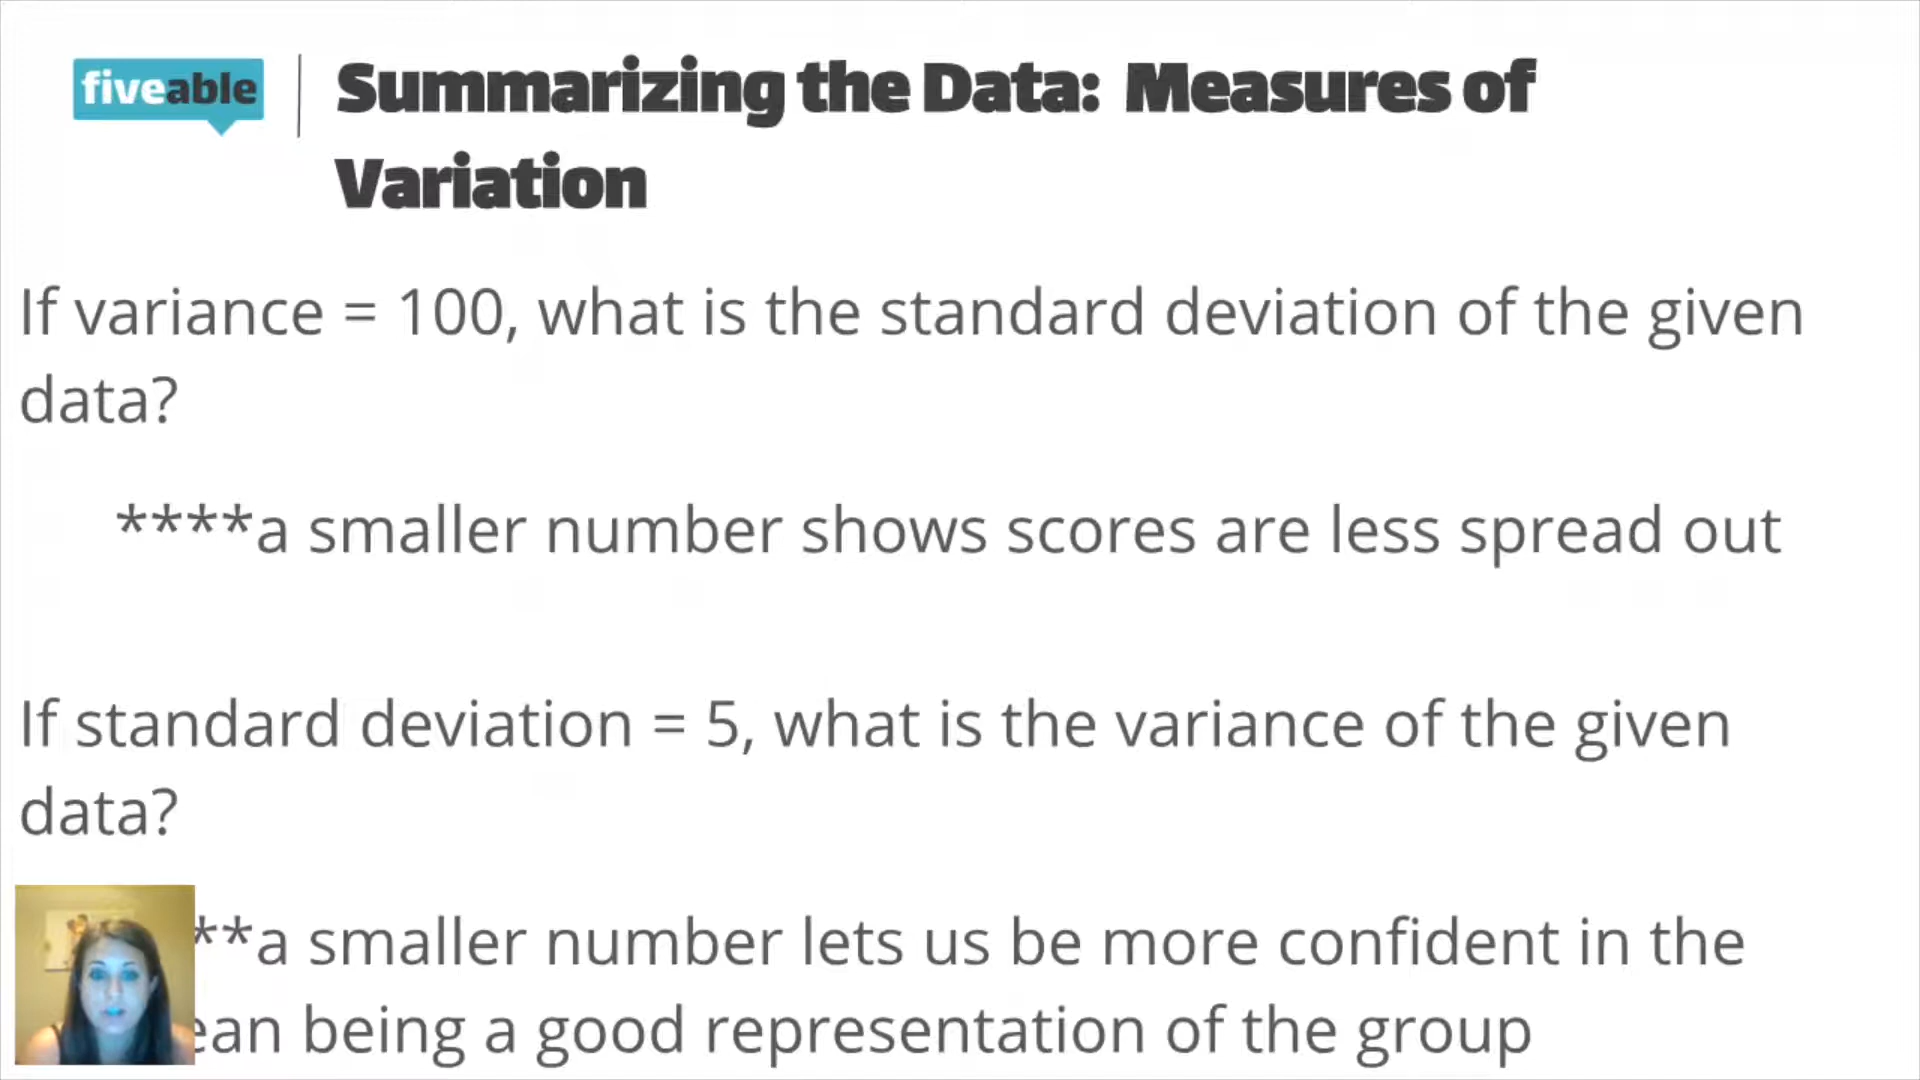 fiveable
Summarizing the Data: Measures of
Variation
If variance = 100, what is the standard deviation of the given
data?
****a smaller number shows scores are less spread out
If standard deviation = 5, what is the variance of the given
data?
**a smaller number lets us be more confident in the
ean being a good representation of the group